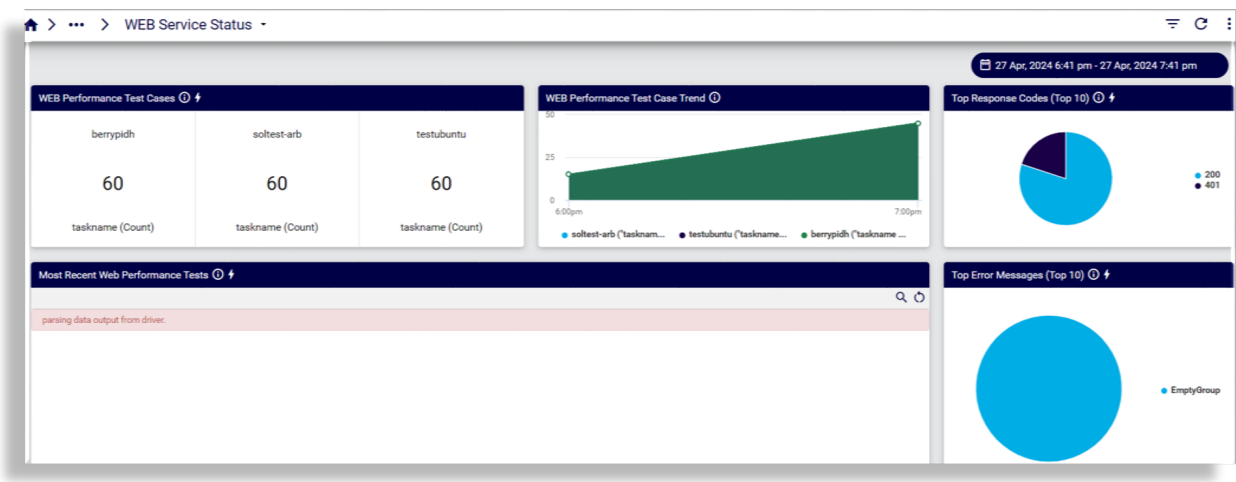 WEB Service Status
27 Apr, 2024 6:41 pm - 27 Apr, 2024 7:41 pm
WEB Performance Test Cases
berrypidh
60
taskname (Count)
soltest-arb
60
taskname (Count)
testubuntu
60
taskname (Count)
WEB Performance Test Case Trend
50
25
0
6:00pm
7:00pm
soltest-arb ("tasknam...
testubuntu ("taskname...
berrypidh ("taskname ...
Top Response Codes (Top 10)
200
401
Most Recent Web Performance Tests
parsing data output from driver.
Top Error Messages (Top 10)
EmptyGroup